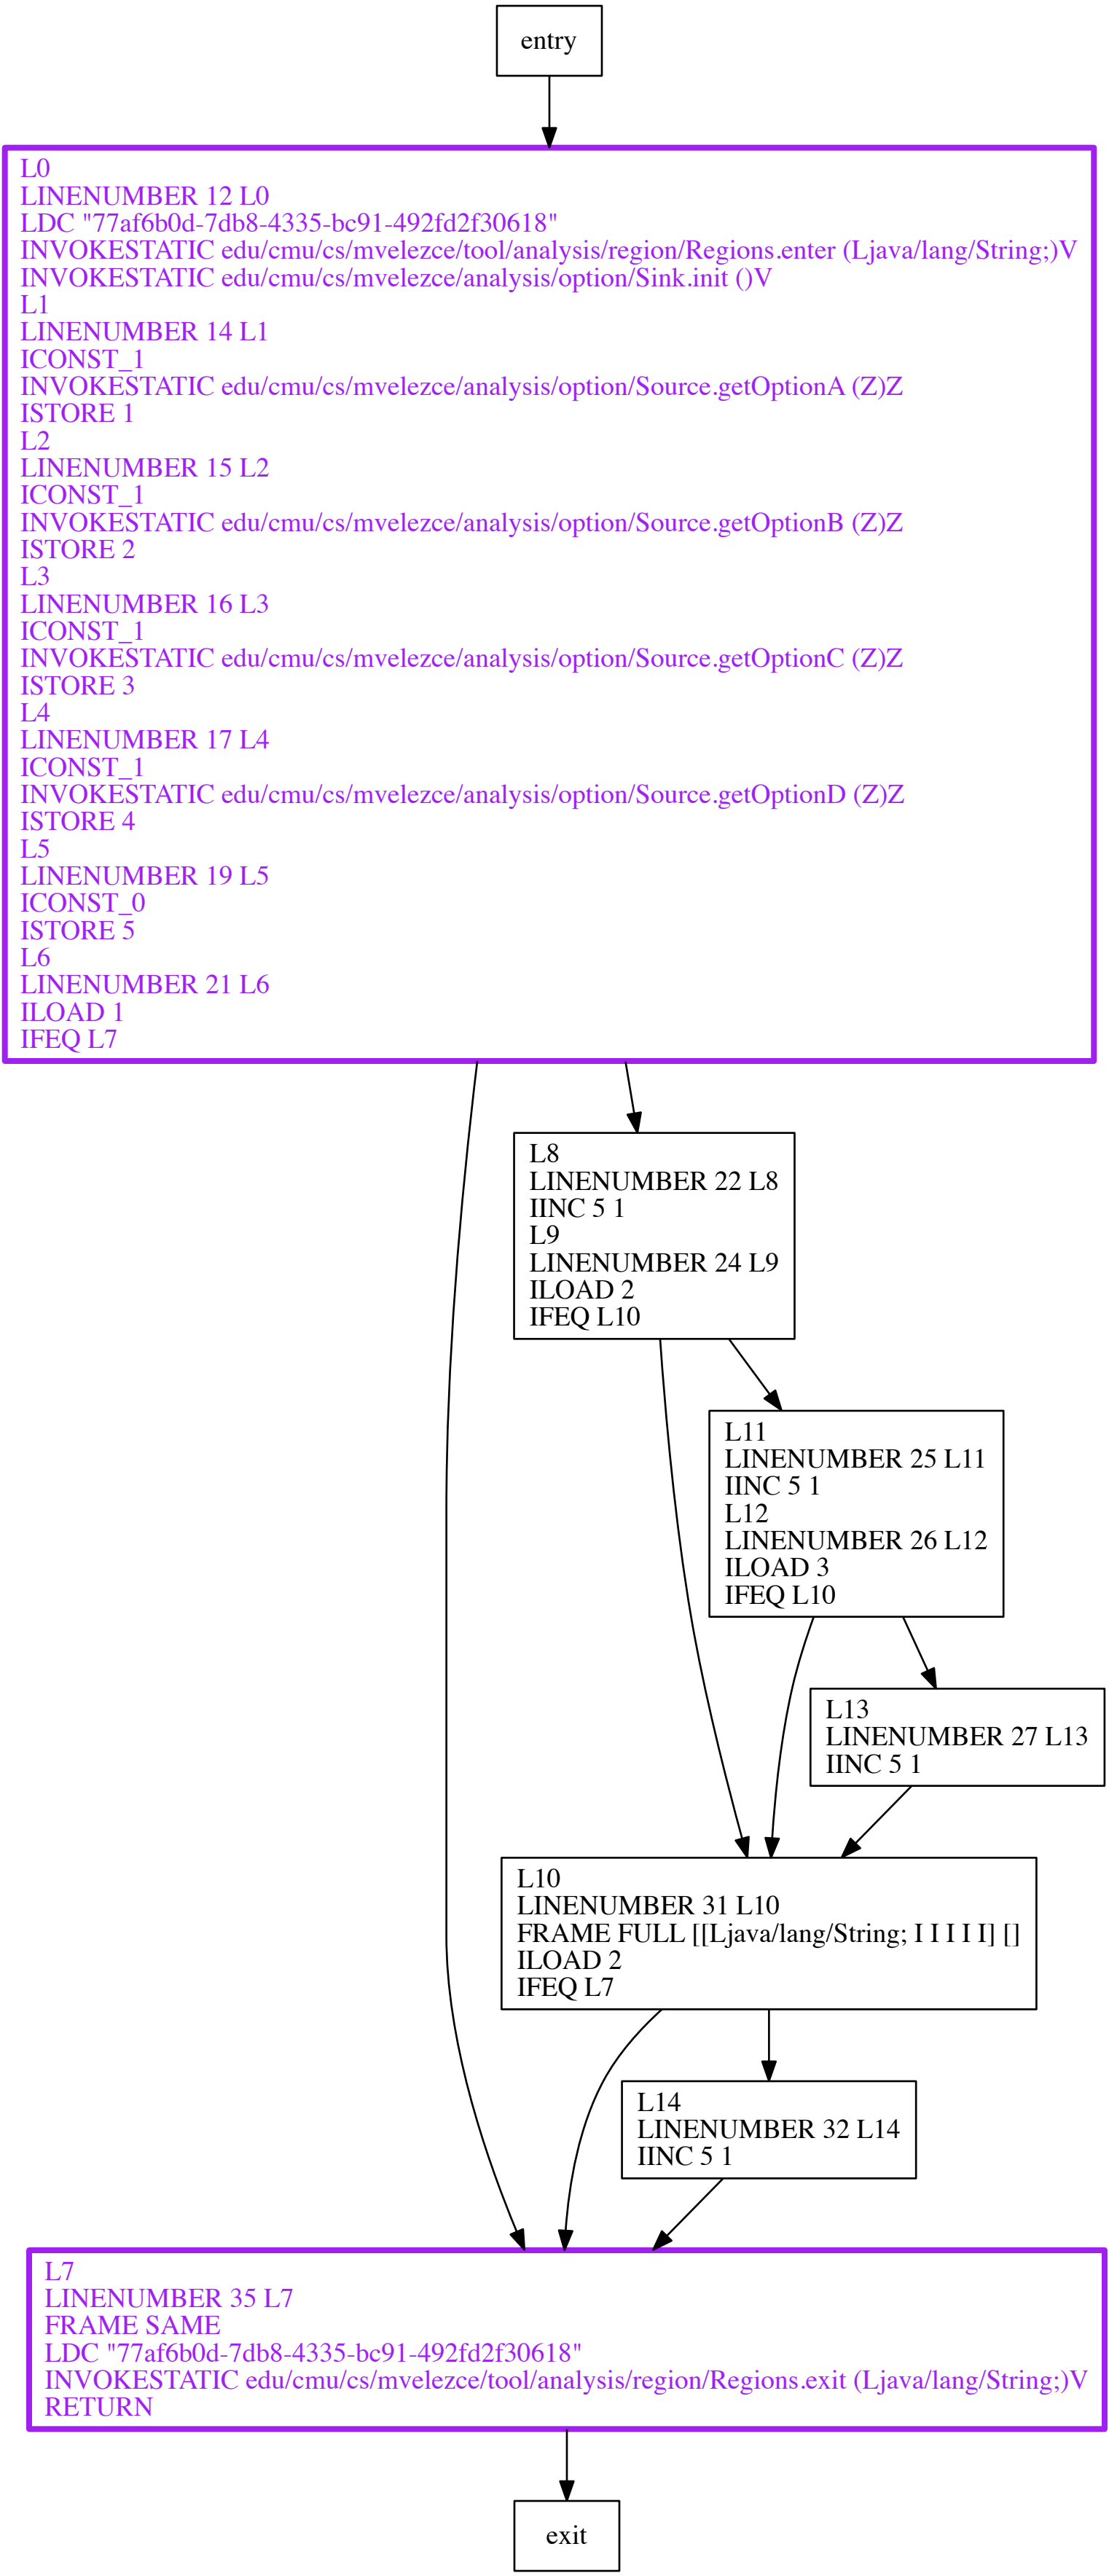 entry
L0
LINENUMBER 12 L0
LDC "77af6b0d-7db8-4335-bc91-492fd2f30618"
INVOKESTATIC edu/cmu/cs/mvelezce/tool/analysis/region/Regions.enter (Ljava/lang/String;)V
INVOKESTATIC edu/cmu/cs/mvelezce/analysis/option/Sink.init ()V
L1
LINENUMBER 14 L1
ICONST_1
INVOKESTATIC edu/cmu/cs/mvelezce/analysis/option/Source.getOptionA (Z)Z
ISTORE 1
L2
LINENUMBER 15 L2
ICONST_1
INVOKESTATIC edu/cmu/cs/mvelezce/analysis/option/Source.getOptionB (Z)Z
ISTORE 2
L3
LINENUMBER 16 L3
ICONST_1
INVOKESTATIC edu/cmu/cs/mvelezce/analysis/option/Source.getOptionC (Z)Z
ISTORE 3
L4
LINENUMBER 17 L4
ICONST_1
INVOKESTATIC edu/cmu/cs/mvelezce/analysis/option/Source.getOptionD (Z)Z
ISTORE 4
L5
LINENUMBER 19 L5
ICONST_0
ISTORE 5
L6
LINENUMBER 21 L6
ILOAD 1
IFEQ L7
L8
LINENUMBER 22 L8
IINC 5 1
L9
LINENUMBER 24 L9
ILOAD 2
IFEQ L10
L11
LINENUMBER 25 L11
IINC 5 1
L12
LINENUMBER 26 L12
ILOAD 3
IFEQ L10
L13
LINENUMBER 27 L13
IINC 5 1
L10
LINENUMBER 31 L10
FRAME FULL [[Ljava/lang/String; I I I I I] []
ILOAD 2
IFEQ L7
L14
LINENUMBER 32 L14
IINC 5 1
L7
LINENUMBER 35 L7
FRAME SAME
LDC "77af6b0d-7db8-4335-bc91-492fd2f30618"
INVOKESTATIC edu/cmu/cs/mvelezce/tool/analysis/region/Regions.exit (Ljava/lang/String;)V
RETURN
exit